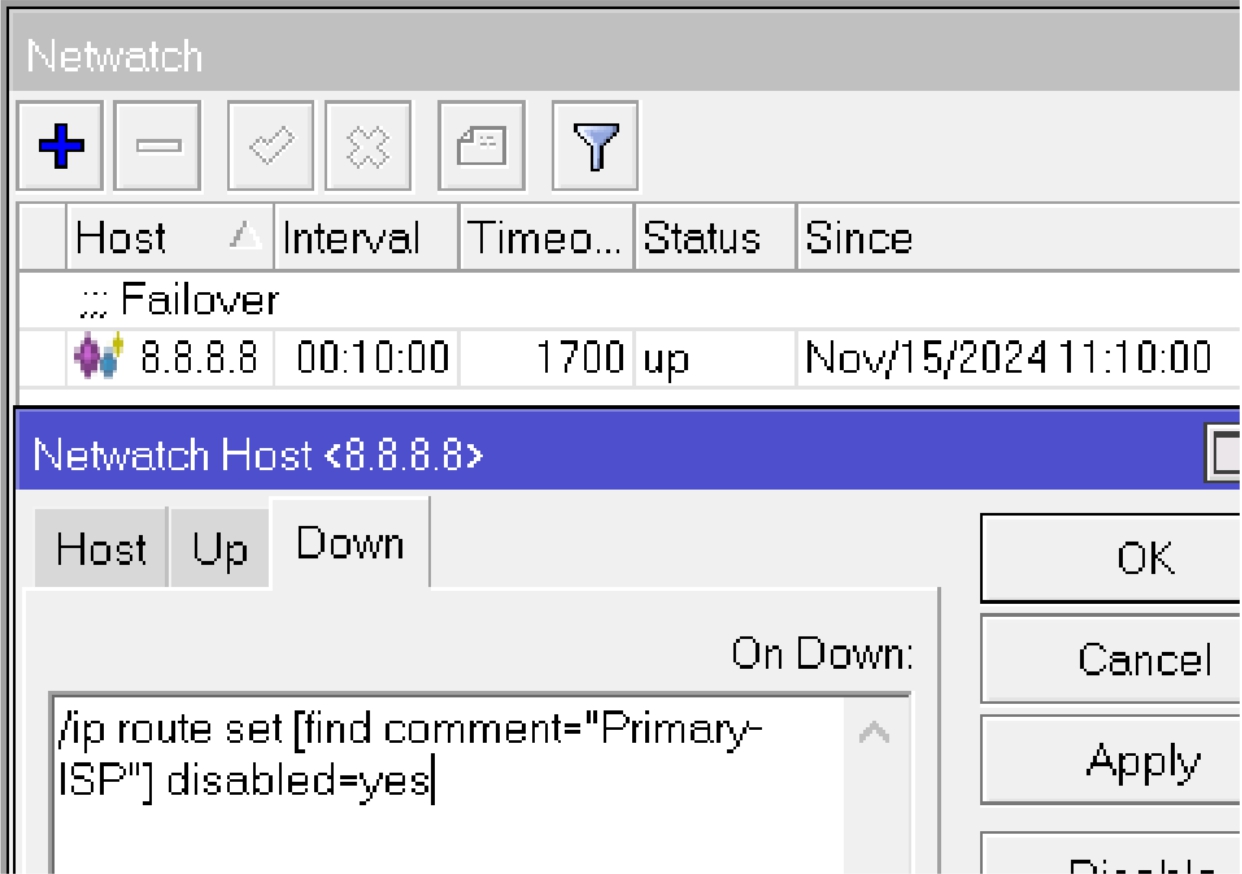 Netwatch
Host Interval Timeo... Status Since
;;; Failover
8.8.8.8 00:10:00 1700 up Nov/15/2024 11:10:00
Netwatch Host <8.8.8.8>
Host Up Down
OK
On Down:
Cancel
/ip route set [find comment="Primary-
ISP"] disabled=yes
Apply